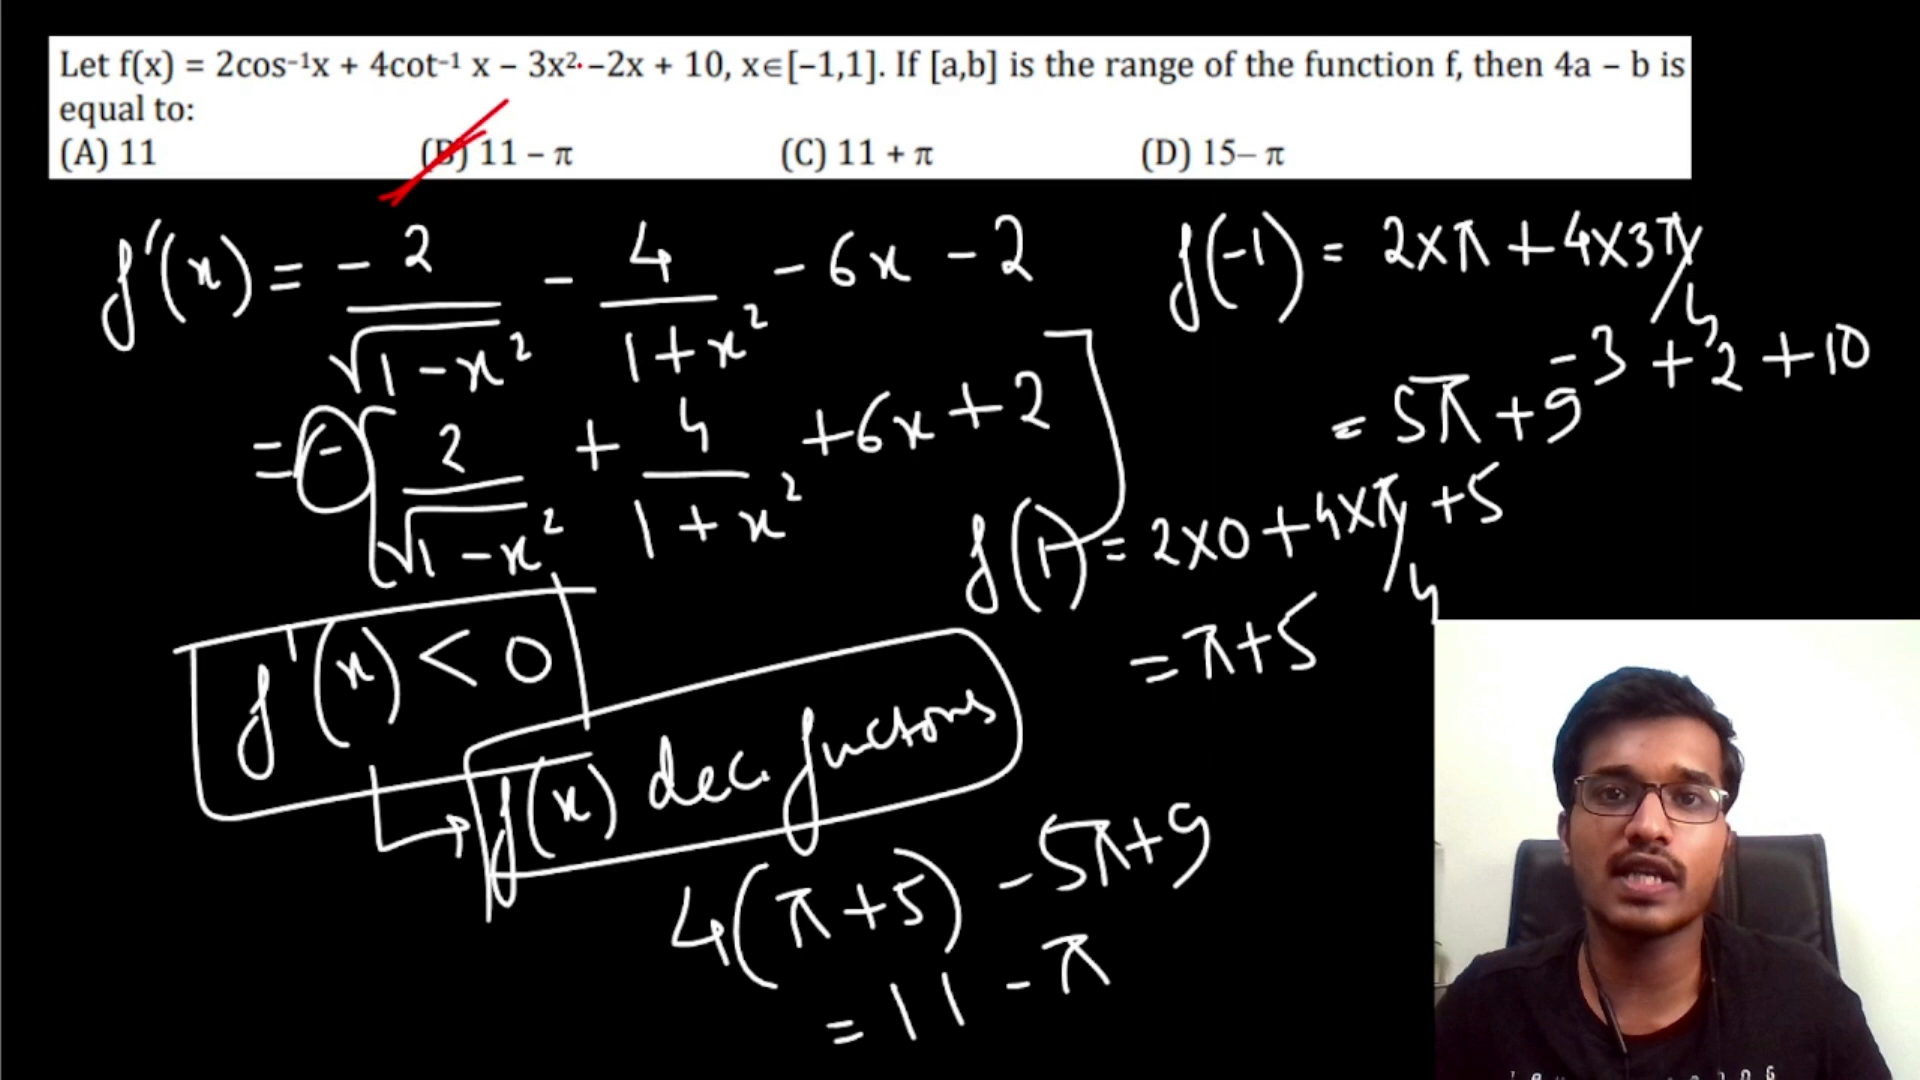 Let f(x) = 2cos⁻¹x + 4cot⁻¹ x – 3x² –2x + 10, x∈[–1,1]. If [a,b] is the range of the function f, then 4a – b is
equal to:
(A) 11 (B) 11 – π (C) 11 + π (D) 15– π
f'(x) = -2/√(1-x²) - 4/(1+x²) - 6x - 2
= -[2/√(1-x²) + 4/(1+x²) + 6x + 2]
f'(x) < 0
f(x) dec. functons
f(-1) = 2×π + 4×3π/4
-3 + 2 + 10
= 5π + 9
f(1) = 2×0 + 4×π/4 + 5
= π + 5
4(π+5) - 5π + 9
= 11 - π